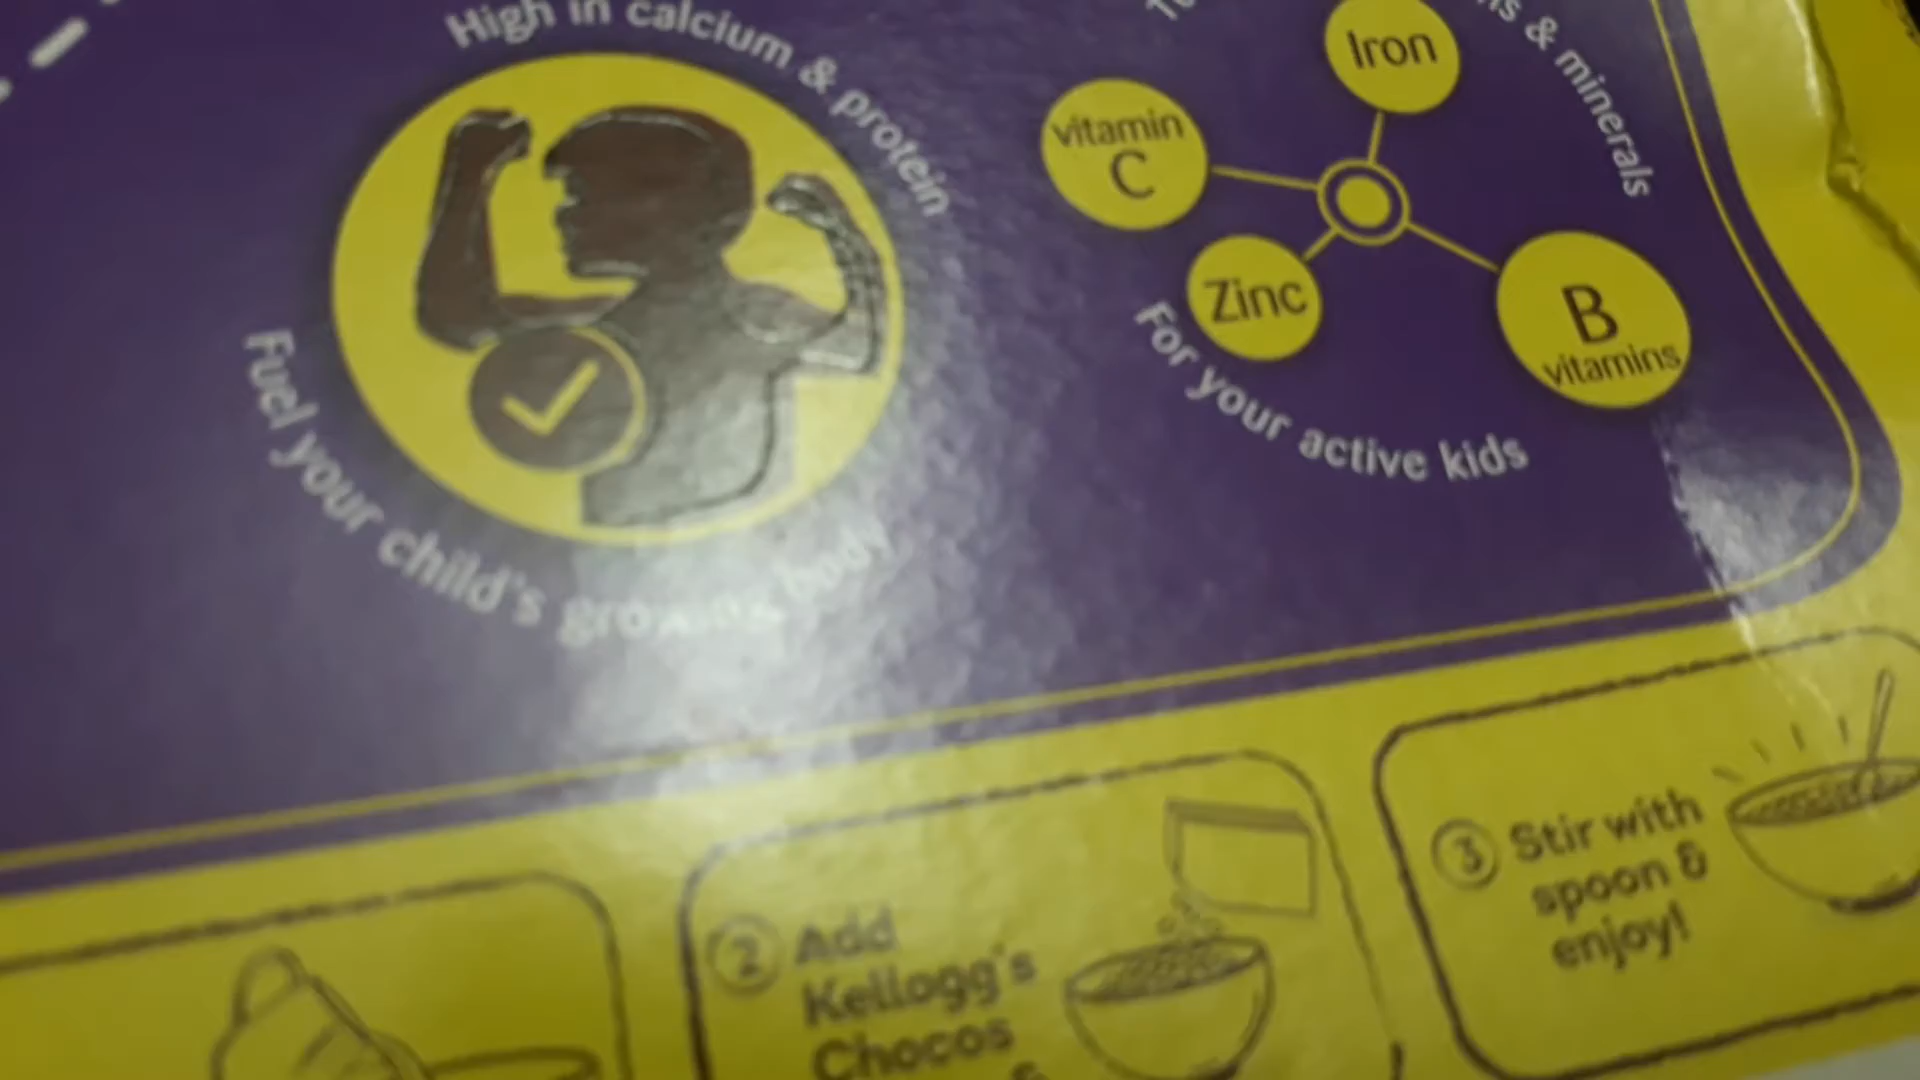 High in calcium & protein
Fuel your child's growing body
& minerals
Iron
vitamin
C
Zinc
B
vitamins
For your active kids
2 Add
Kellogg's
Chocos
&
3 Stir with
spoon &
enjoy!